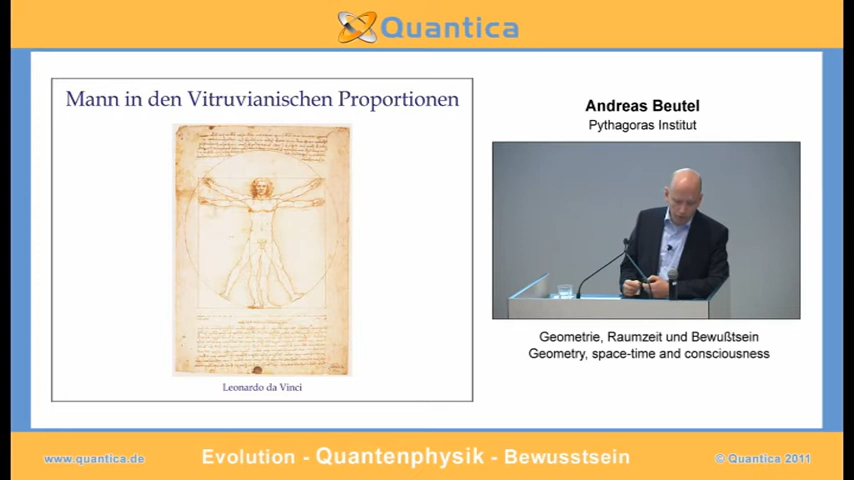 Quantica
Mann in den Vitruvianischen Proportionen
Leonardo da Vinci
Andreas Beutel
Pythagoras Institut
Geometrie, Raumzeit und Bewußtsein
Geometry, space-time and consciousness
www.quantica.de
Evolution - Quantenphysik - Bewusstsein
© Quantica 2011